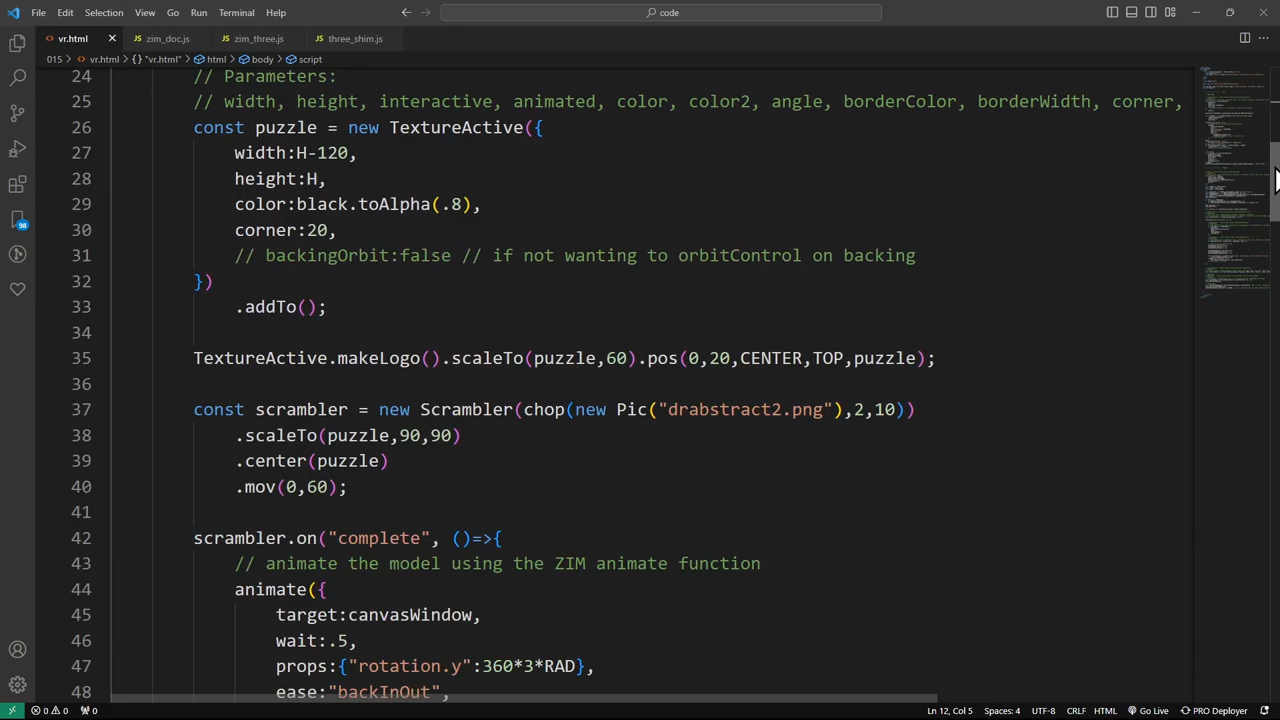 File Edit Selection View Go Run Terminal Help
code
vr.html
zim_doc.js
zim_three.js
three_shim.js
015 > vr.html > {} "vr.html" > html > body > script
24 // Parameters:
25 // width, height, interactive, animated, color, color2, angle, borderColor, borderWidth, corner,
26 const puzzle = new TextureActive({
27 width:H-120,
28 height:H,
29 color:black.toAlpha(.8),
30 corner:20,
31 // backingOrbit:false // if not wanting to orbitControl on backing
32 })
33 .addTo();
34
35 TextureActive.makeLogo().scaleTo(puzzle,60).pos(0,20,CENTER,TOP,puzzle);
36
37 const scrambler = new Scrambler(chop(new Pic("drabstract2.png"),2,10))
38 .scaleTo(puzzle,90,90)
39 .center(puzzle)
40 .mov(0,60);
41
42 scrambler.on("complete", ()=>{
43 // animate the model using the ZIM animate function
44 animate({
45 target:canvasWindow,
46 wait:.5,
47 props:{"rotation.y":360*3*RAD},
48 ease:"backInOut",
98
0 0 0 Ln 12, Col 5 Spaces: 4 UTF-8 CRLF HTML Go Live PRO Deployer